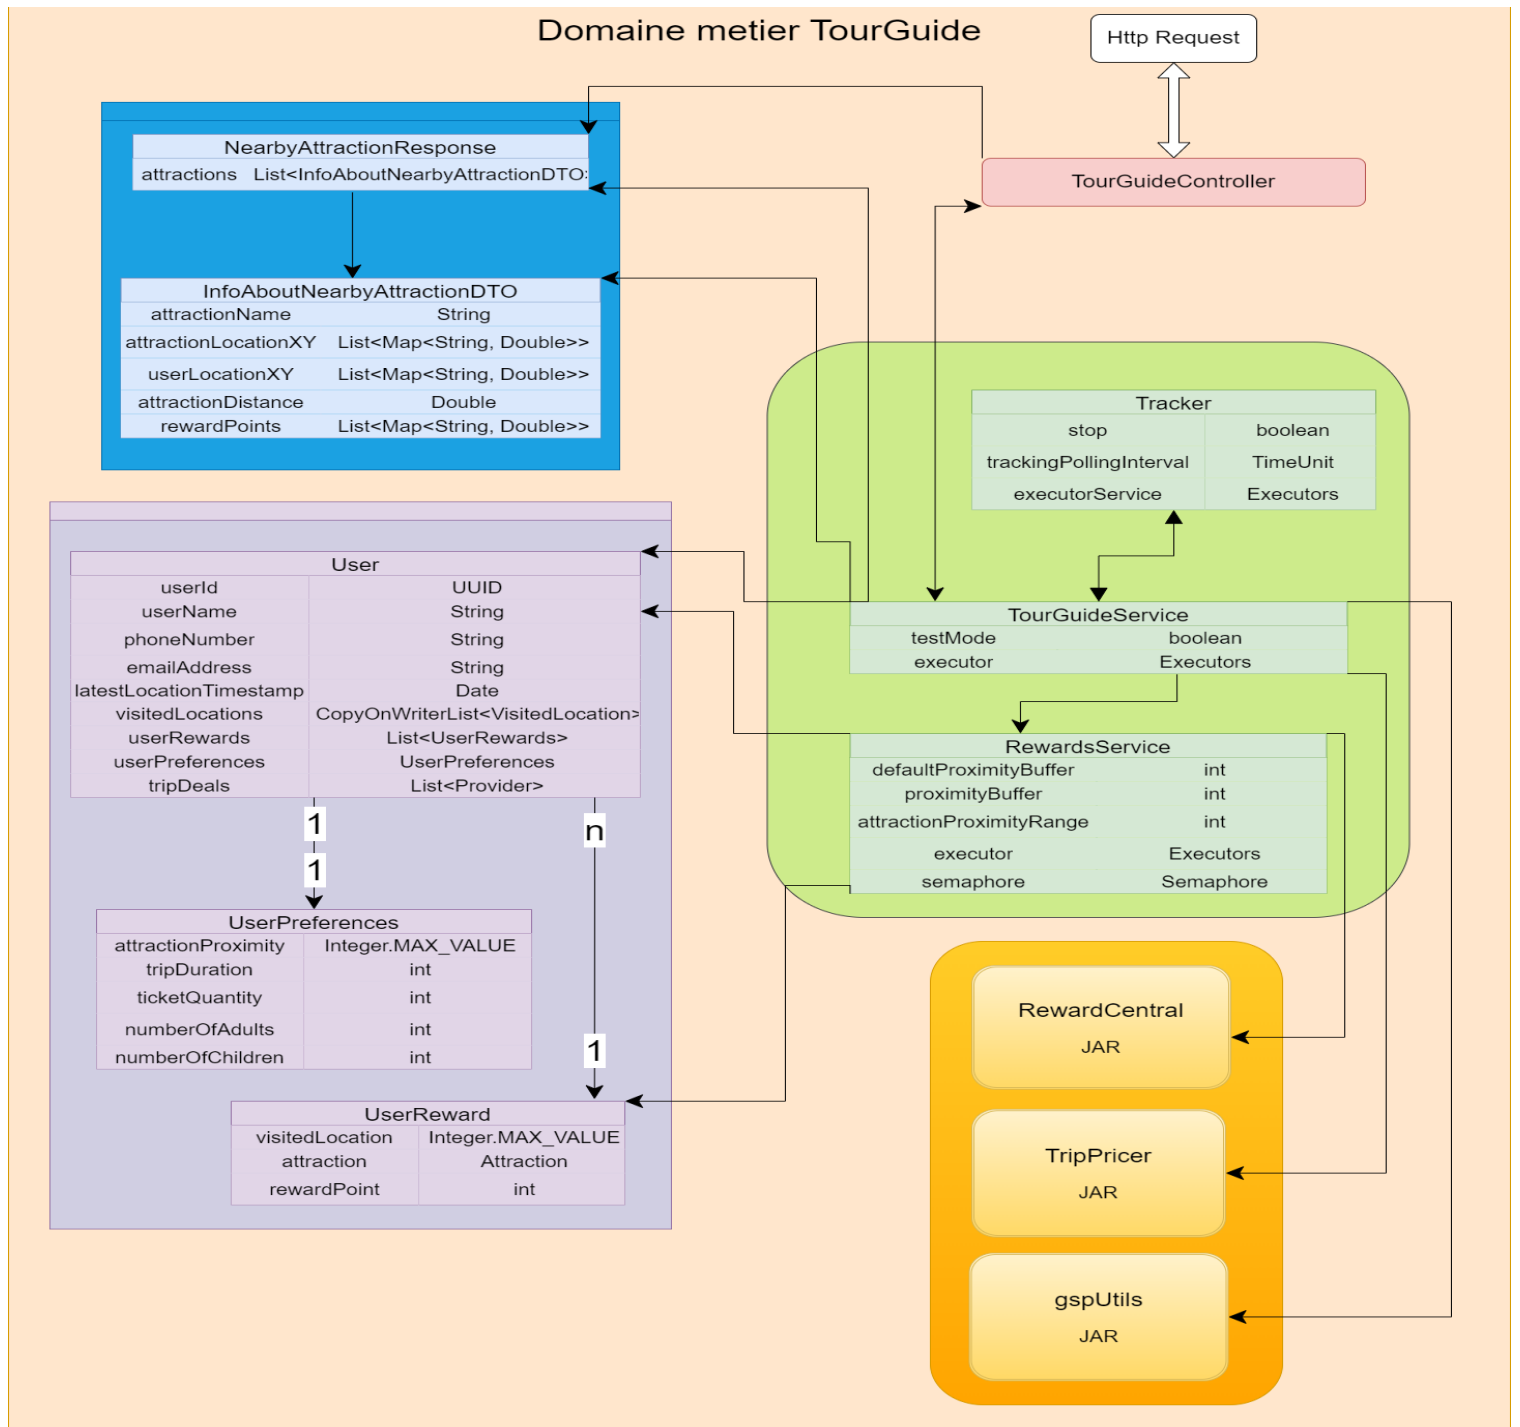 Domaine metier TourGuide
Http Request
TourGuideController
NearbyAttractionResponse
attractions List<InfoAboutNearbyAttractionDTO>
InfoAboutNearbyAttractionDTO
attractionName String
attractionLocationXY List<Map<String, Double>>
userLocationXY List<Map<String, Double>>
attractionDistance Double
rewardPoints List<Map<String, Double>>
Tracker
stop boolean
trackingPollingInterval TimeUnit
executorService Executors
TourGuideService
testMode boolean
executor Executors
RewardsService
defaultProximityBuffer int
proximityBuffer int
attractionProximityRange int
executor Executors
semaphore Semaphore
User
userId UUID
userName String
phoneNumber String
emailAddress String
latestLocationTimestamp Date
visitedLocations CopyOnWriterList<VisitedLocation>
userRewards List<UserRewards>
userPreferences UserPreferences
tripDeals List<Provider>
1
n
1
UserPreferences
attractionProximity Integer.MAX_VALUE
tripDuration int
ticketQuantity int
numberOfAdults int
numberOfChildren int
1
UserReward
visitedLocation Integer.MAX_VALUE
attraction Attraction
rewardPoint int
RewardCentral
JAR
TripPricer
JAR
gspUtils
JAR